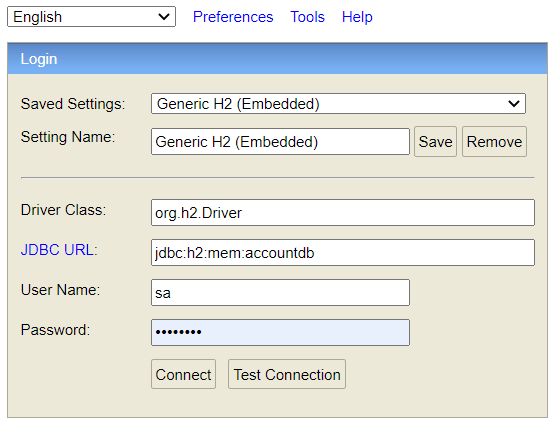 English Preferences Tools Help
Login
Saved Settings: Generic H2 (Embedded)
Setting Name: Generic H2 (Embedded) Save Remove
Driver Class: org.h2.Driver
JDBC URL: jdbc:h2:mem:accountdb
User Name: sa
Password: ••••••••
Connect Test Connection